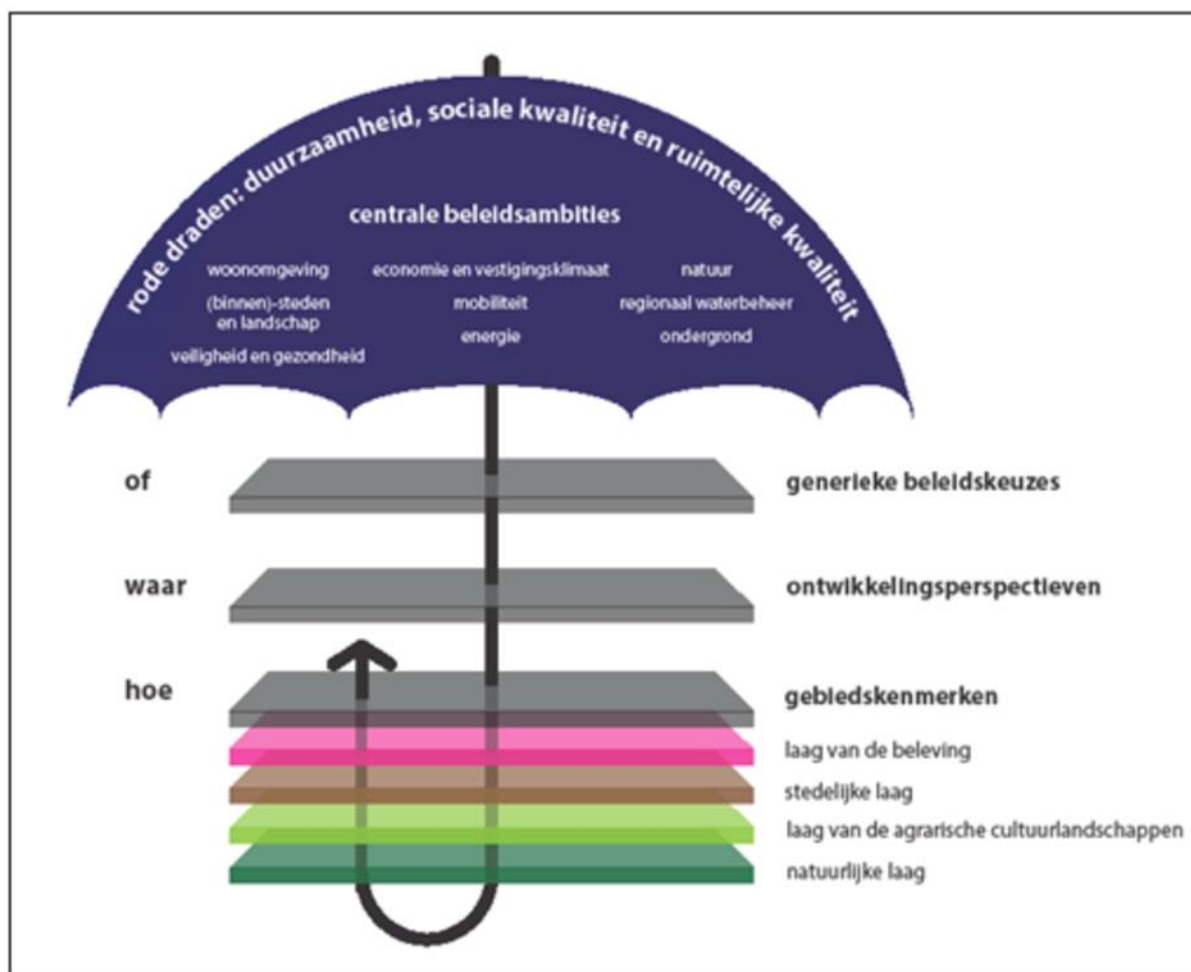 rode draden: duurzaamheid, sociale kwaliteit en ruimtelijke kwaliteit
centrale beleidsambities
woonomgeving
(binnen)-steden
en landschap
veiligheid en gezondheid
economie en vestigingsklimaat
mobiliteit
energie
natuur
regionaal waterbeheer
ondergrond
of
generieke beleidskeuzes
waar
ontwikkelingsperspectieven
hoe
gebiedskenmerken
laag van de beleving
stedelijke laag
laag van de agrarische cultuurlandschappen
natuurlijke laag